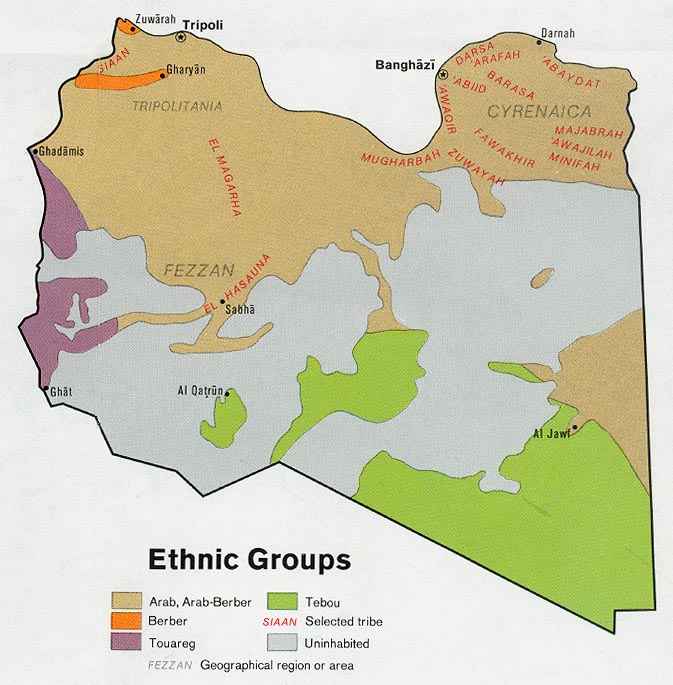 Zuwārah
Tripoli
SIAAN
Gharyān
TRIPOLITANIA
Darnah
DARSA
'ARAFAH
'ABAYDAT
Banghāzī
'ABIID
BARASA
'AWAQIR
CYRENAICA
MAJABRAH
'AWAJILAH
MINIFAH
FAWAKHIR
MUGHARBAH
ZUWAYAH
Ghadāmis
EL MAGARHA
FEZZAN
EL HASAUNA
Sabhā
Ghāt
Al Qaţrūn
Al Jawf
Ethnic Groups
Arab, Arab-Berber
Tebou
Berber
SIAAN Selected tribe
Touareg
Uninhabited
FEZZAN Geographical region or area